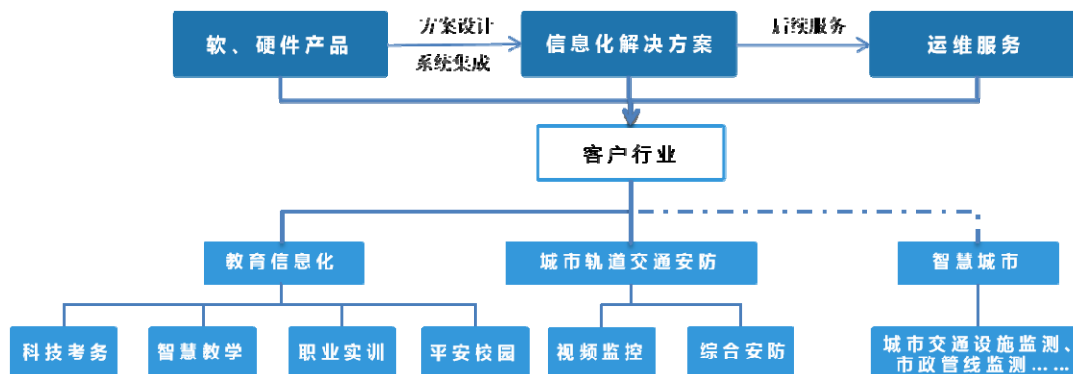 软、硬件产品
方案设计
系统集成
信息化解决方案
后续服务
运维服务
客户行业
教育信息化
城市轨道交通安防
智慧城市
科技考务
智慧教学
职业实训
平安校园
视频监控
综合安防
城市交通设施监测、
市政管线监测……